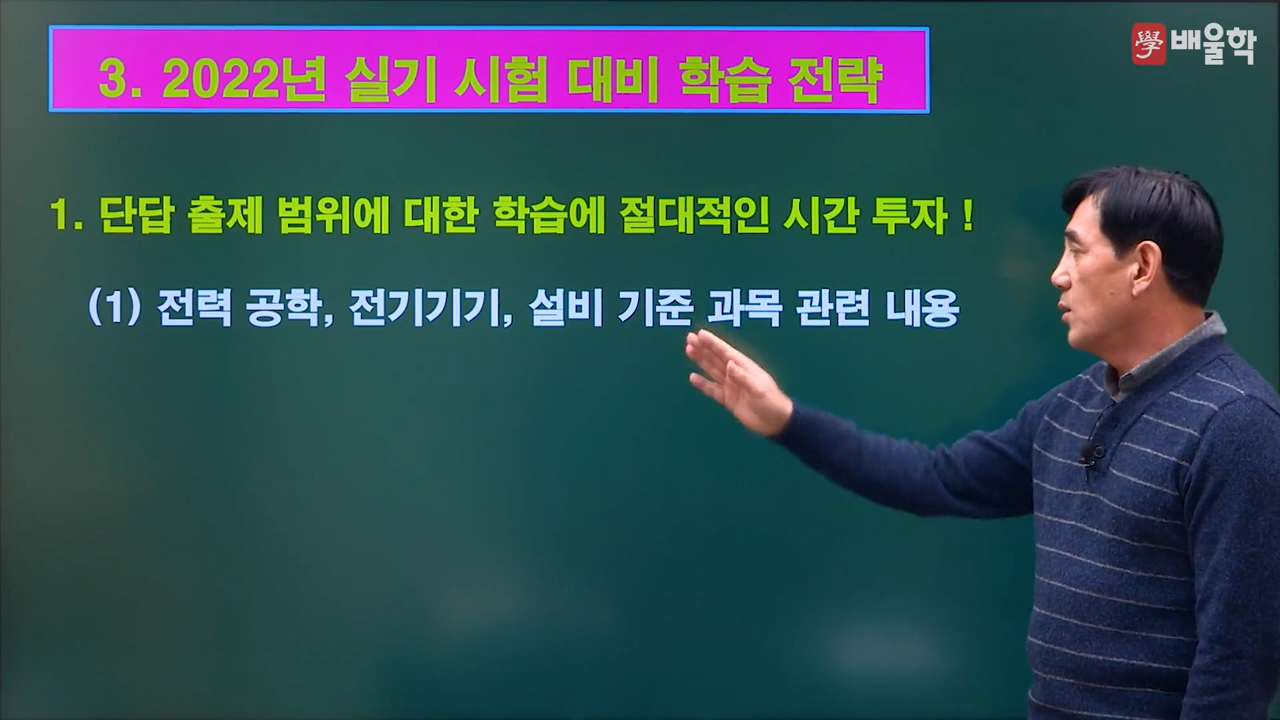 學 배울학
3. 2022년 실기 시험 대비 학습 전략
1. 단답 출제 범위에 대한 학습에 절대적인 시간 투자 !
(1) 전력 공학, 전기기기, 설비 기준 과목 관련 내용